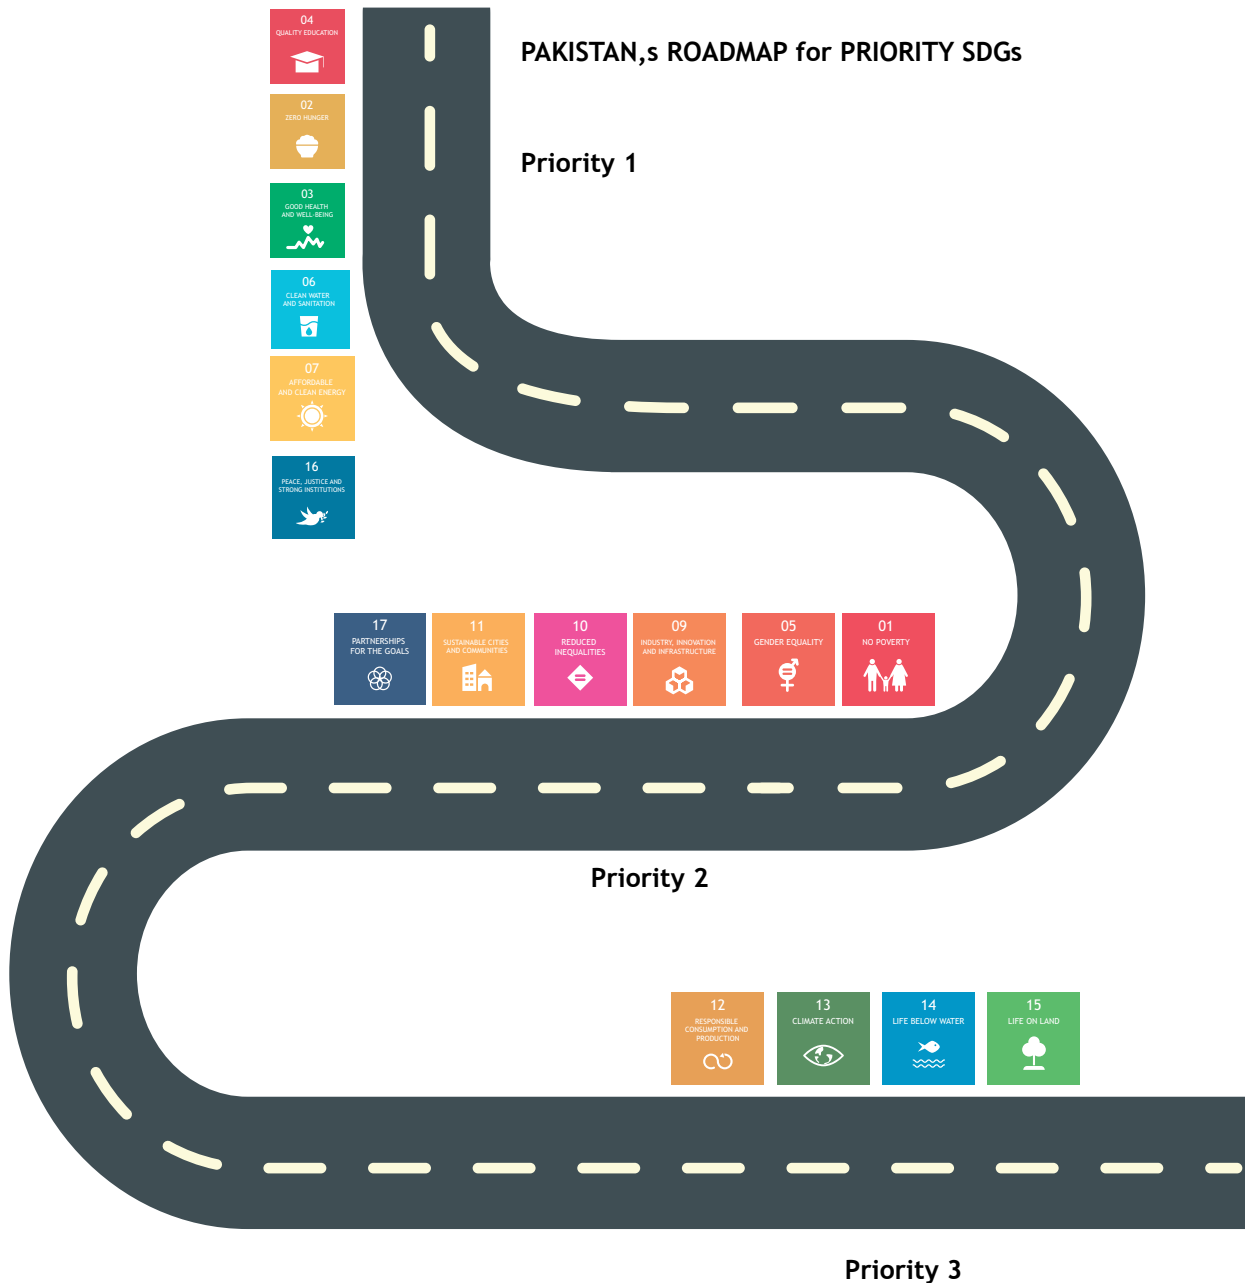 PAKISTAN,s ROADMAP for PRIORITY SDGs
Priority 1
04
QUALITY EDUCATION
02
ZERO HUNGER
03
GOOD HEALTH
AND WELL-BEING
06
CLEAN WATER
AND SANITATION
07
AFFORDABLE
AND CLEAN ENERGY
16
PEACE, JUSTICE AND
STRONG INSTITUTIONS
17
PARTNERSHIPS
FOR THE GOALS
11
SUSTAINABLE CITIES
AND COMMUNITIES
10
REDUCED
INEQUALITIES
09
INDUSTRY, INNOVATION
AND INFRASTRUCTURE
05
GENDER EQUALITY
01
NO POVERTY
Priority 2
12
RESPONSIBLE
CONSUMPTION AND
PRODUCTION
13
CLIMATE ACTION
14
LIFE BELOW WATER
15
LIFE ON LAND
Priority 3